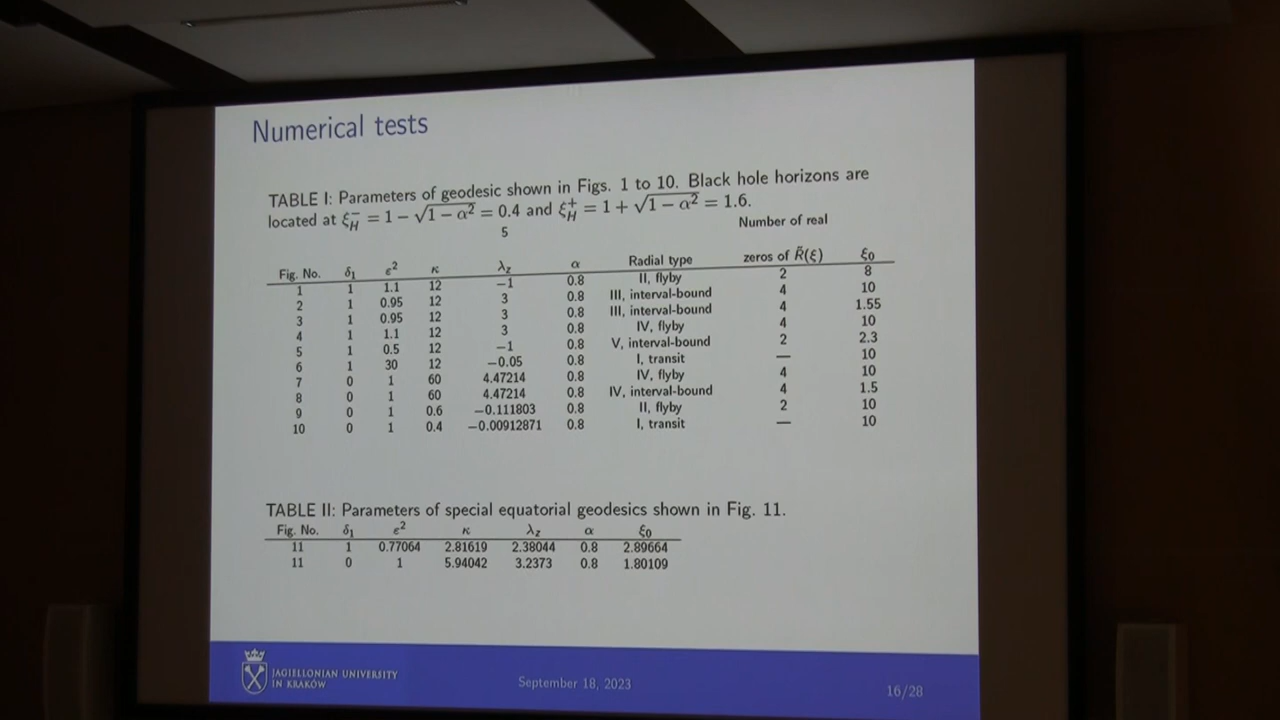 Numerical tests
TABLE I: Parameters of geodesic shown in Figs. 1 to 10. Black hole horizons are
located at ξ_H^- = 1 − √(1 − α²) = 0.4 and ξ_H^+ = 1 + √(1 − α²) = 1.6.
Number of real
5
Fig. No. δ₁ ε² κ λ_z α Radial type zeros of R̃(ξ) ξ₀
1 1 1.1 12 −1 0.8 II, flyby 2 8
2 1 0.95 12 3 0.8 III, interval-bound 4 10
3 1 0.95 12 3 0.8 III, interval-bound 4 1.55
4 1 1.1 12 3 0.8 IV, flyby 4 10
5 1 0.5 12 −1 0.8 V, interval-bound 2 2.3
6 1 30 12 −0.05 0.8 I, transit — 10
7 0 1 60 4.47214 0.8 IV, flyby 4 10
8 0 1 60 4.47214 0.8 IV, interval-bound 4 1.5
9 0 1 0.6 −0.111803 0.8 II, flyby 2 10
10 0 1 0.4 −0.00912871 0.8 I, transit — 10
TABLE II: Parameters of special equatorial geodesics shown in Fig. 11.
Fig. No. δ₁ ε² κ λ_z α ξ₀
11 1 0.77064 2.81619 2.38044 0.8 2.89664
11 0 1 5.94042 3.2373 0.8 1.80109
JAGIELLONIAN UNIVERSITY
IN KRAKÓW
September 18, 2023
16/28